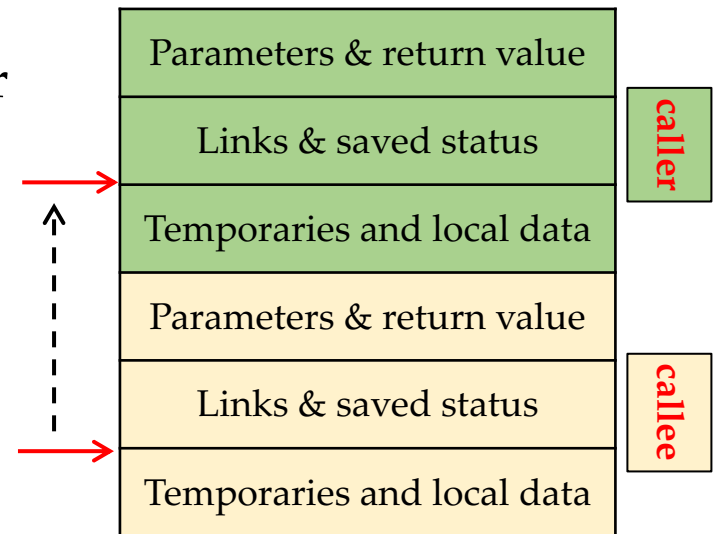 r
Parameters & return value
Links & saved status
caller
Temporaries and local data
Parameters & return value
Links & saved status
callee
Temporaries and local data